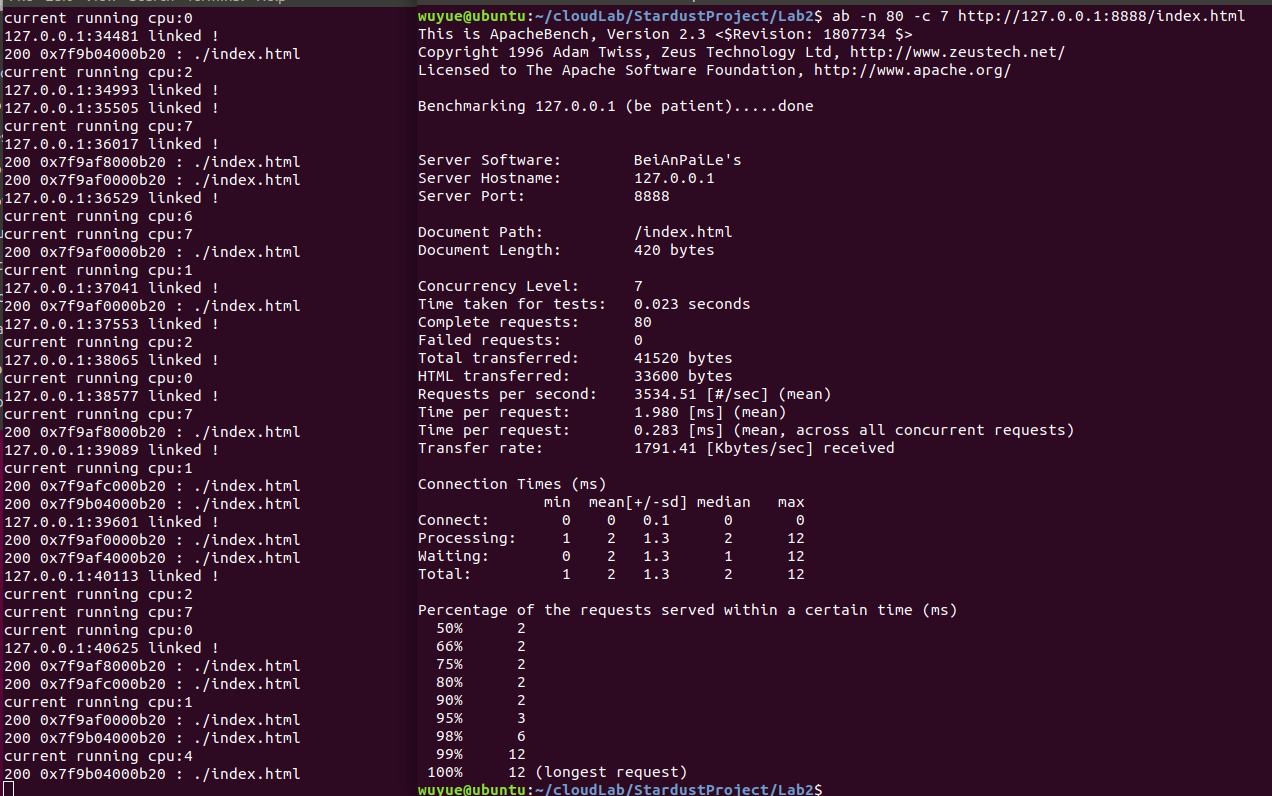 current running cpu:0
127.0.0.1:34481 linked !
200 0x7f9b04000b20 : ./index.html
current running cpu:2
127.0.0.1:34993 linked !
127.0.0.1:35505 linked !
current running cpu:7
127.0.0.1:36017 linked !
200 0x7f9af8000b20 : ./index.html
200 0x7f9af0000b20 : ./index.html
127.0.0.1:36529 linked !
current running cpu:6
current running cpu:7
200 0x7f9af0000b20 : ./index.html
current running cpu:1
127.0.0.1:37041 linked !
200 0x7f9af0000b20 : ./index.html
127.0.0.1:37553 linked !
current running cpu:2
127.0.0.1:38065 linked !
current running cpu:0
127.0.0.1:38577 linked !
current running cpu:7
200 0x7f9af8000b20 : ./index.html
127.0.0.1:39089 linked !
current running cpu:1
200 0x7f9afc000b20 : ./index.html
200 0x7f9b04000b20 : ./index.html
127.0.0.1:39601 linked !
200 0x7f9af0000b20 : ./index.html
200 0x7f9af4000b20 : ./index.html
127.0.0.1:40113 linked !
current running cpu:2
current running cpu:7
current running cpu:0
127.0.0.1:40625 linked !
200 0x7f9af8000b20 : ./index.html
200 0x7f9afc000b20 : ./index.html
current running cpu:1
200 0x7f9af0000b20 : ./index.html
200 0x7f9b04000b20 : ./index.html
current running cpu:4
200 0x7f9b04000b20 : ./index.html
wuyue@ubuntu:~/cloudLab/StardustProject/Lab2$ ab -n 80 -c 7 http://127.0.0.1:8888/index.html
This is ApacheBench, Version 2.3 <$Revision: 1807734 $>
Copyright 1996 Adam Twiss, Zeus Technology Ltd, http://www.zeustech.net/
Licensed to The Apache Software Foundation, http://www.apache.org/
Benchmarking 127.0.0.1 (be patient).....done
Server Software: BeiAnPaiLe's
Server Hostname: 127.0.0.1
Server Port: 8888
Document Path: /index.html
Document Length: 420 bytes
Concurrency Level: 7
Time taken for tests: 0.023 seconds
Complete requests: 80
Failed requests: 0
Total transferred: 41520 bytes
HTML transferred: 33600 bytes
Requests per second: 3534.51 [#/sec] (mean)
Time per request: 1.980 [ms] (mean)
Time per request: 0.283 [ms] (mean, across all concurrent requests)
Transfer rate: 1791.41 [Kbytes/sec] received
Connection Times (ms)
min mean[+/-sd] median max
Connect: 0 0 0.1 0 0
Processing: 1 2 1.3 2 12
Waiting: 0 2 1.3 1 12
Total: 1 2 1.3 2 12
Percentage of the requests served within a certain time (ms)
50% 2
66% 2
75% 2
80% 2
90% 2
95% 3
98% 6
99% 12
100% 12 (longest request)
wuyue@ubuntu:~/cloudLab/StardustProject/Lab2$